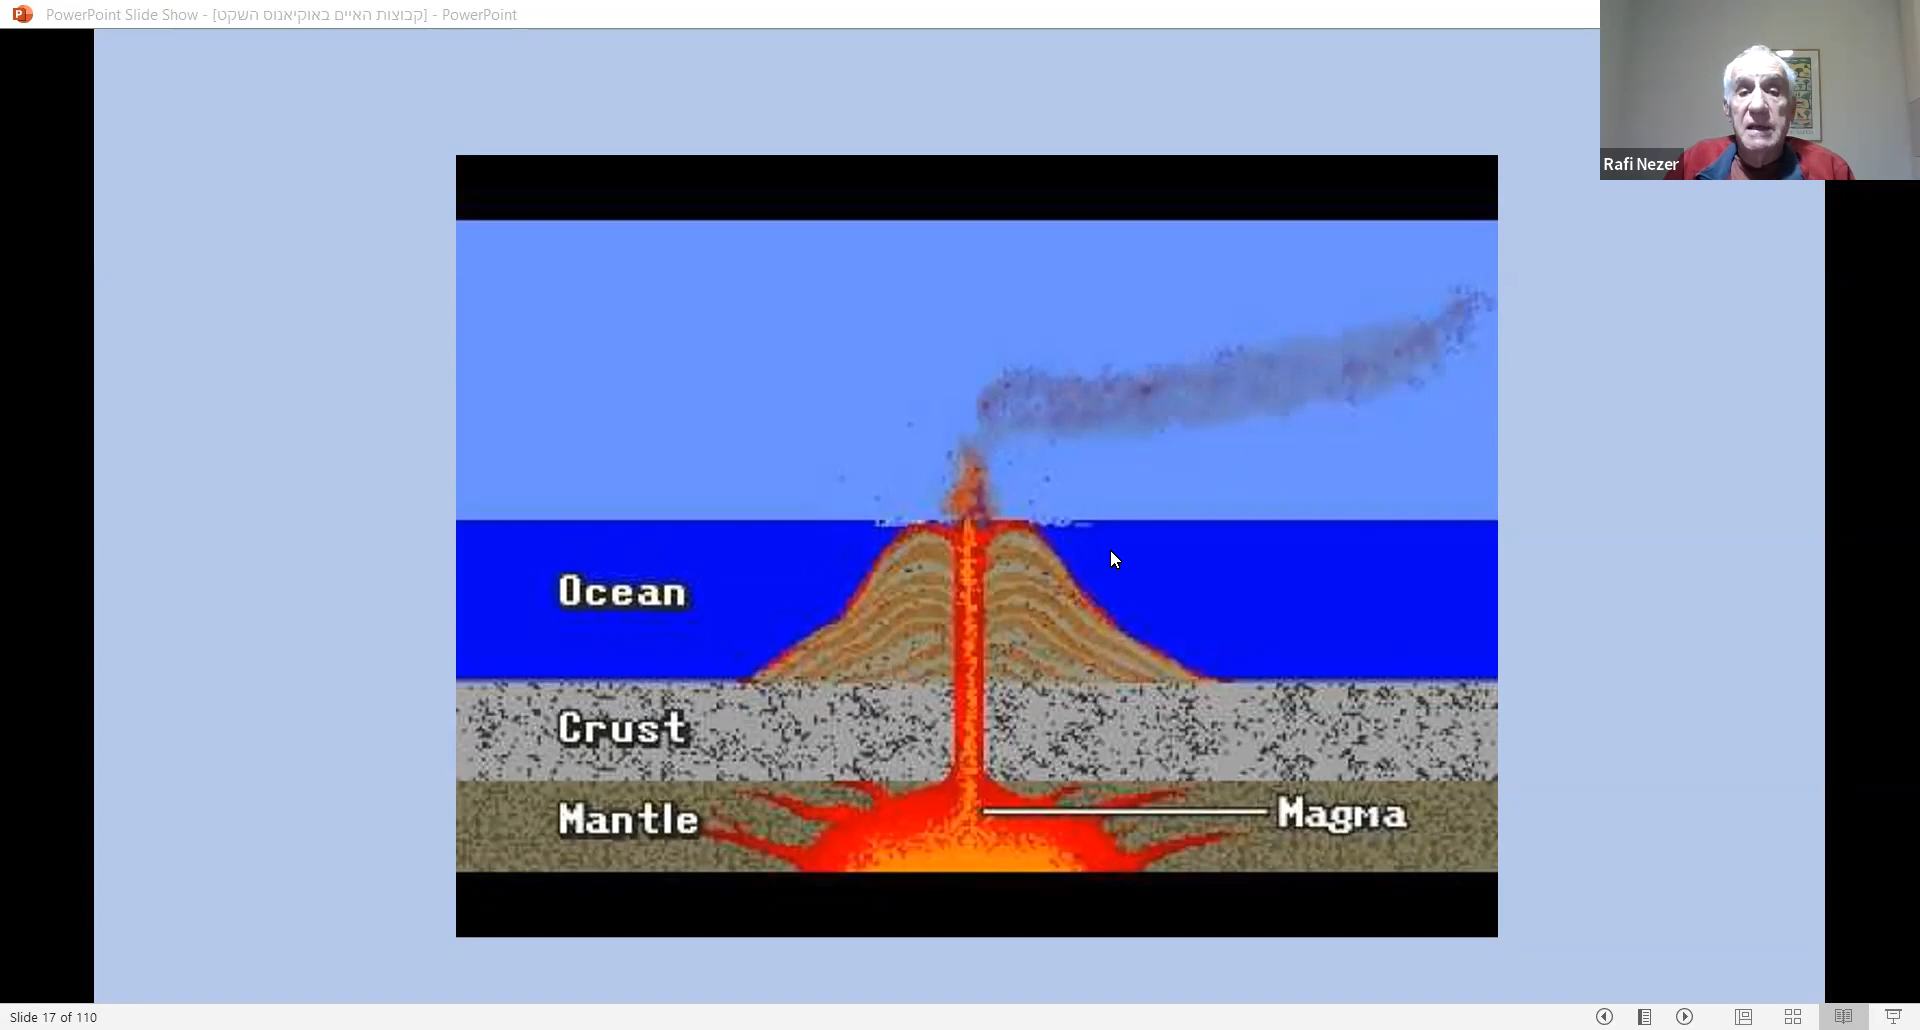 PowerPoint Slide Show - [קבוצות האיים באוקיאנוס השקט] - PowerPoint
Rafi Nezer
Ocean
Crust
Mantle
Magma
Slide 17 of 110